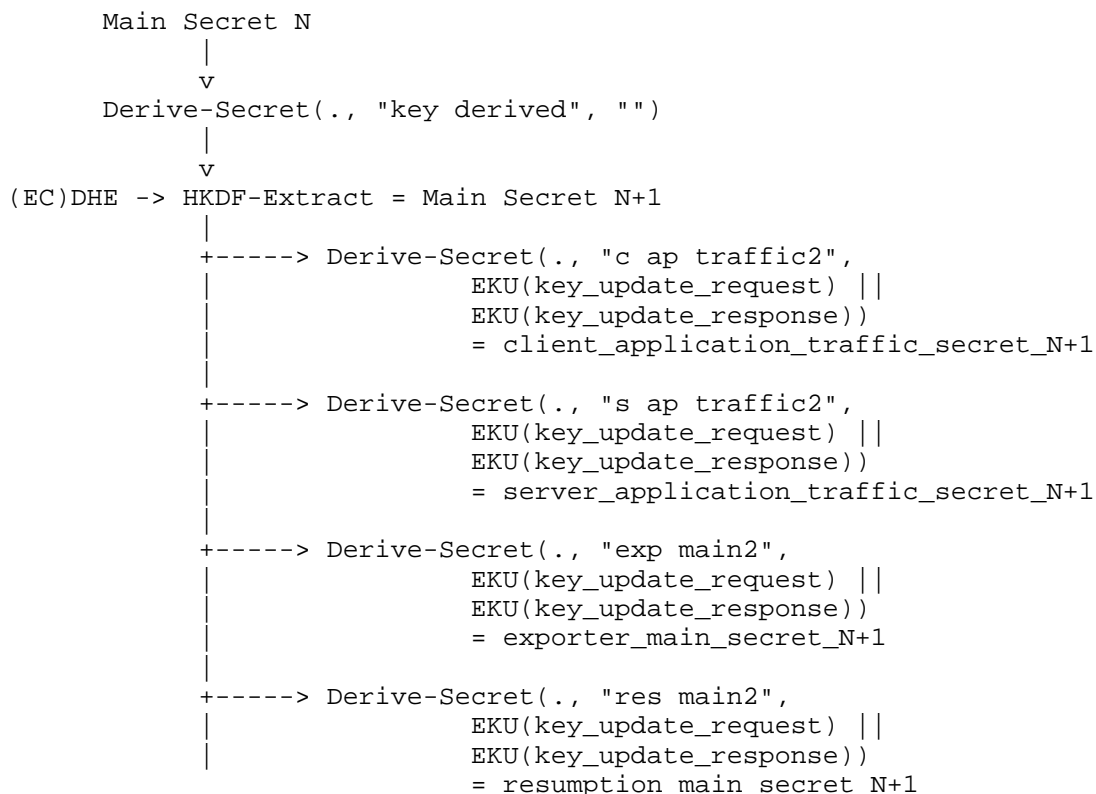 Main Secret N
|
v
Derive-Secret(., "key derived", "")
|
v
(EC)DHE -> HKDF-Extract = Main Secret N+1
|
+-----> Derive-Secret(., "c ap traffic2",
| EKU(key_update_request) ||
| EKU(key_update_response))
| = client_application_traffic_secret_N+1
|
+-----> Derive-Secret(., "s ap traffic2",
| EKU(key_update_request) ||
| EKU(key_update_response))
| = server_application_traffic_secret_N+1
|
+-----> Derive-Secret(., "exp main2",
| EKU(key_update_request) ||
| EKU(key_update_response))
| = exporter_main_secret_N+1
|
+-----> Derive-Secret(., "res main2",
| EKU(key_update_request) ||
| EKU(key_update_response))
= resumption_main_secret_N+1